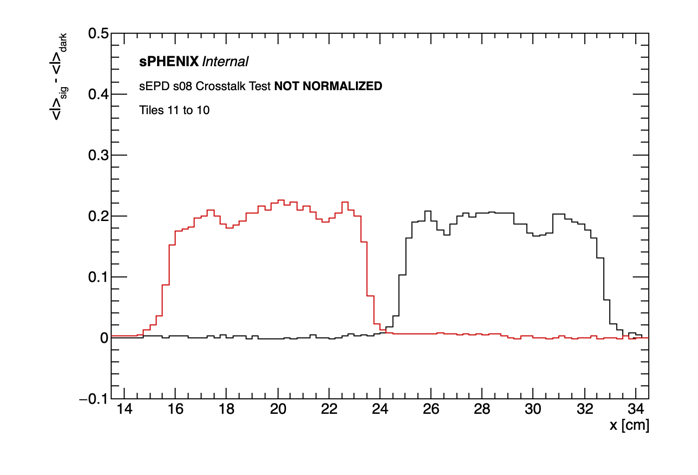 0.5
0.4
0.3
0.2
0.1
0
−0.1
<I>sig - <I>dark
sPHENIX Internal
sEPD s08 Crosstalk Test NOT NORMALIZED
Tiles 11 to 10
14 16 18 20 22 24 26 28 30 32 34
x [cm]